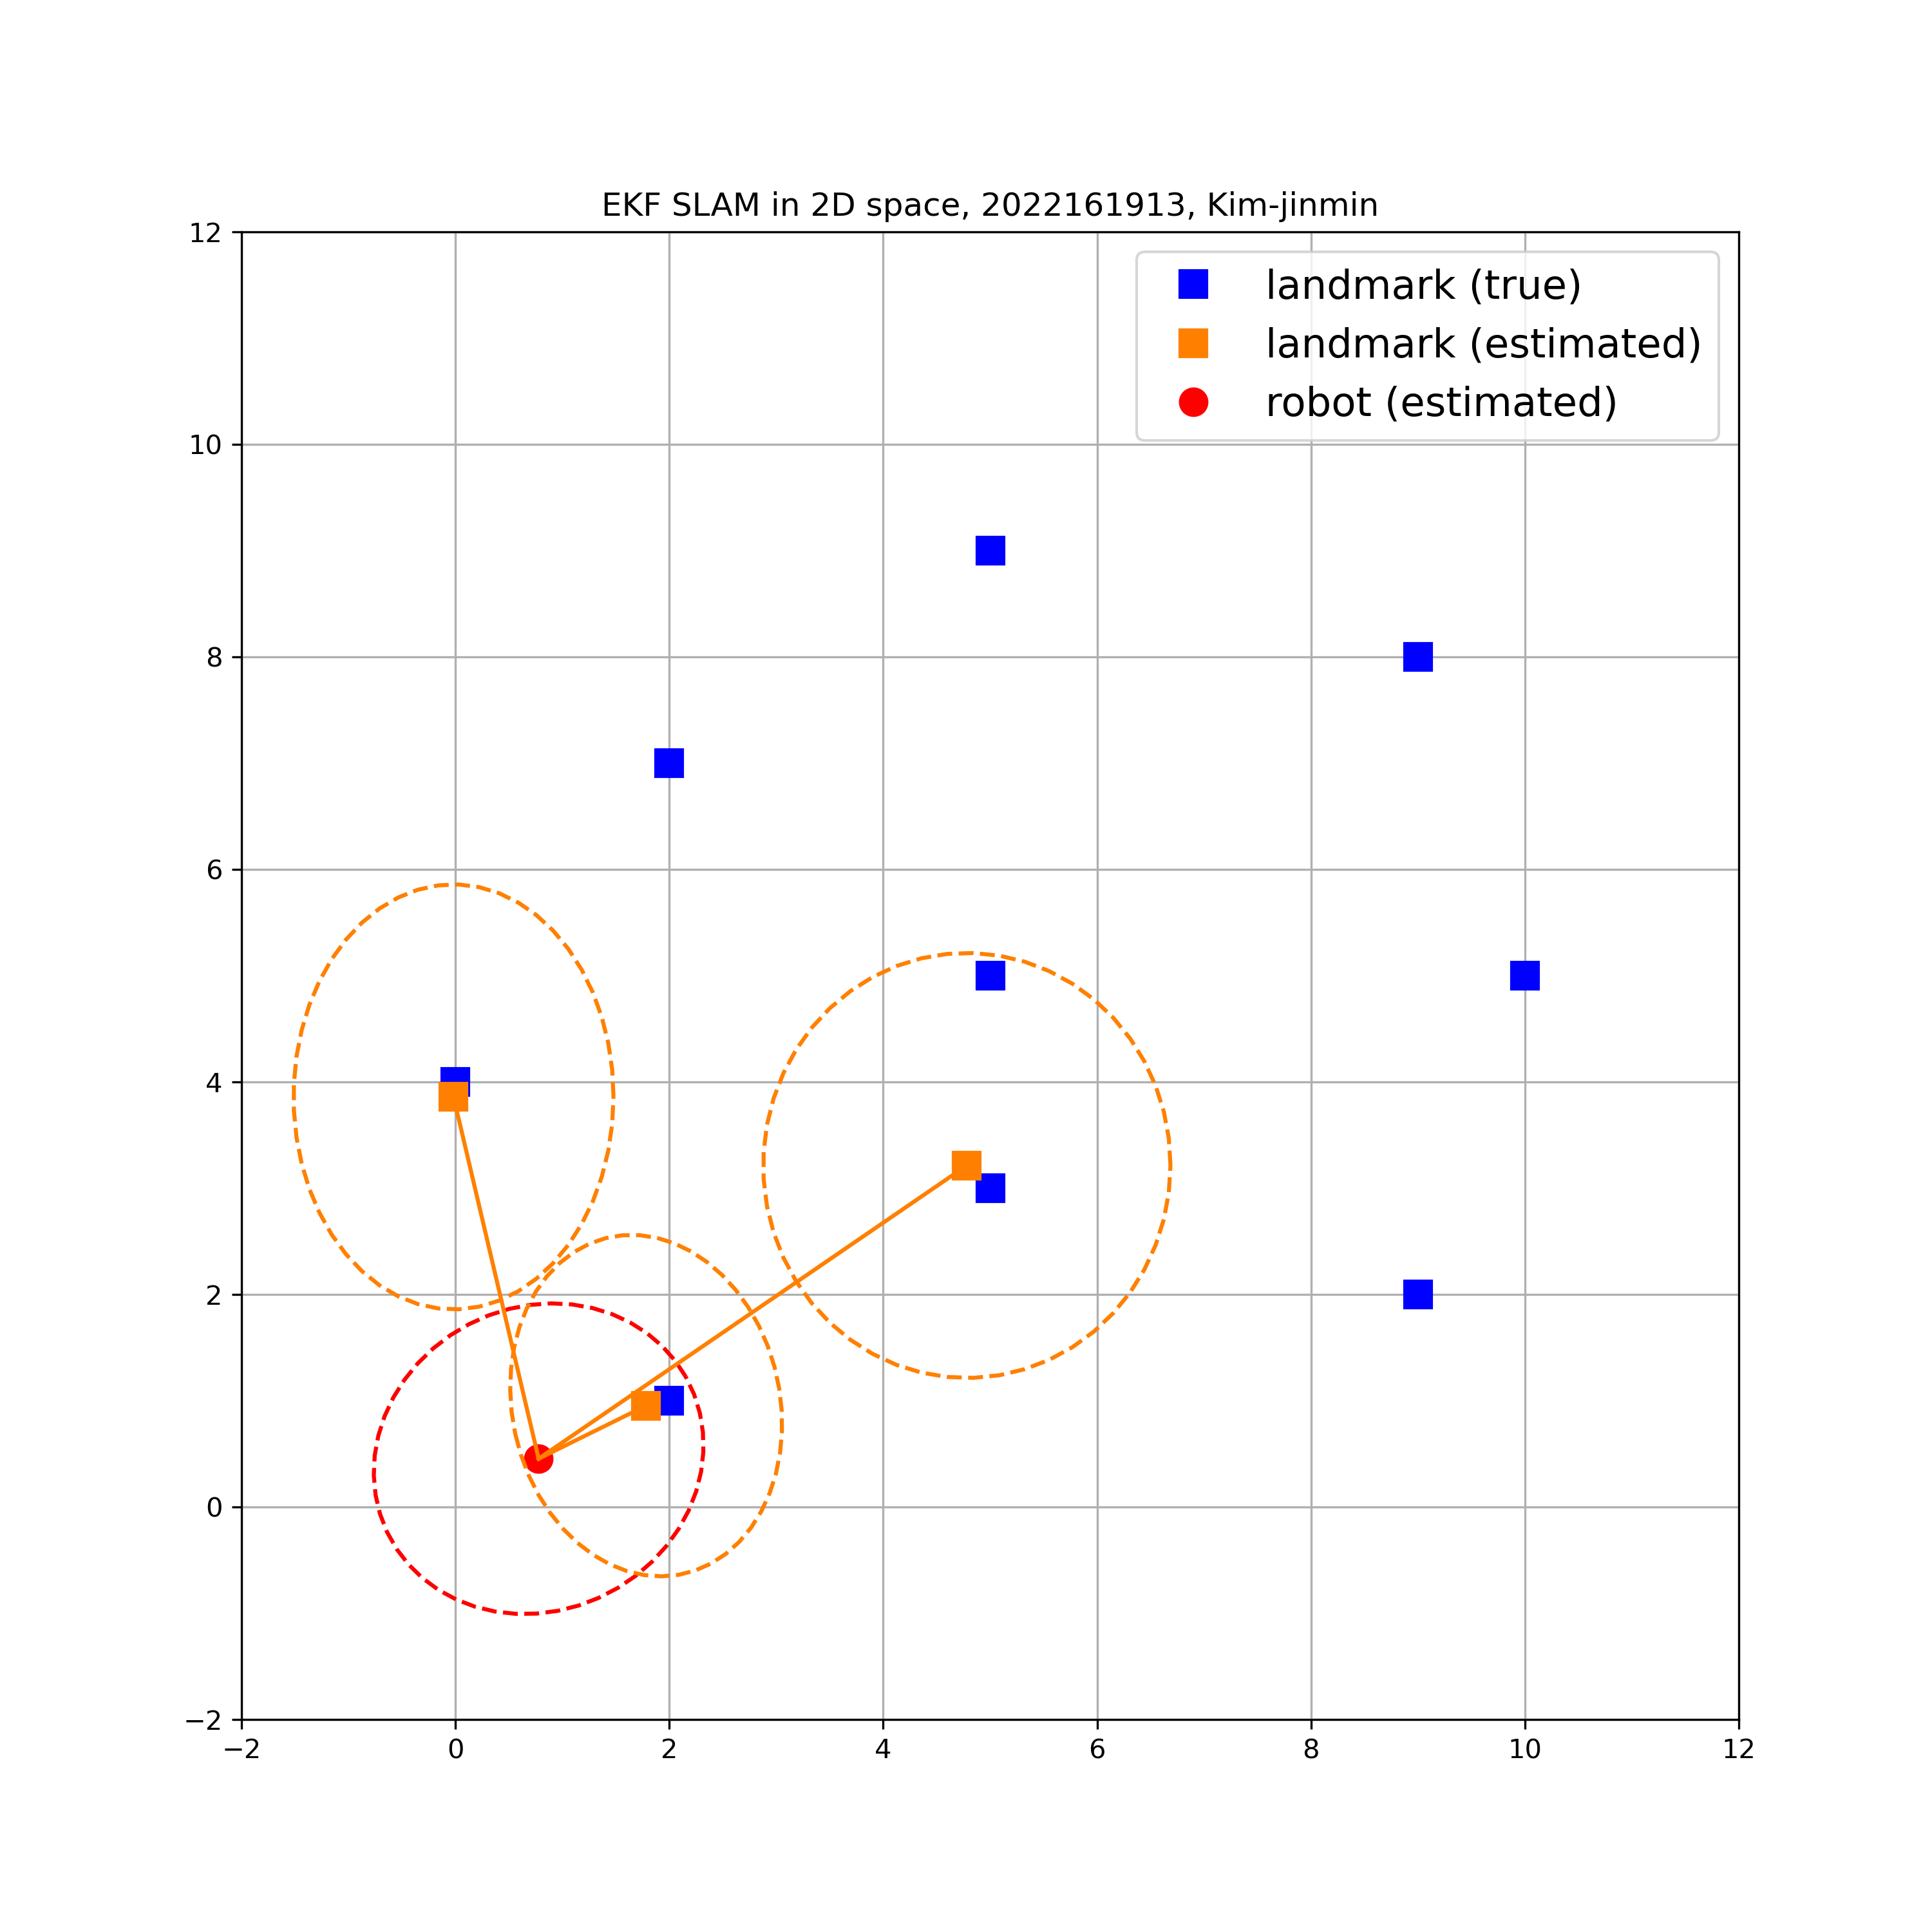 EKF SLAM in 2D space, 2022161913, Kim-jinmin
landmark (true)
landmark (estimated)
robot (estimated)
12
10
8
6
4
2
0
−2
−2 0 2 4 6 8 10 12